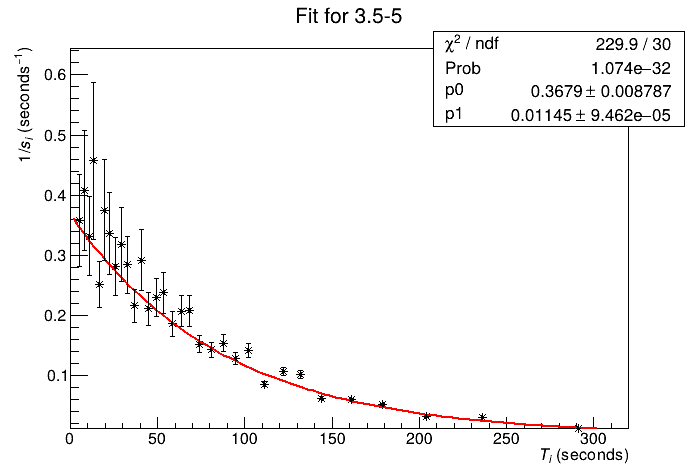 Fit for 3.5-5
χ² / ndf 229.9 / 30
Prob 1.074e−32
p0 0.3679 ± 0.008787
p1 0.01145 ± 9.462e−05
1/sᵢ (seconds⁻¹)
0.6
0.5
0.4
0.3
0.2
0.1
0 50 100 150 200 250 300
Tᵢ (seconds)